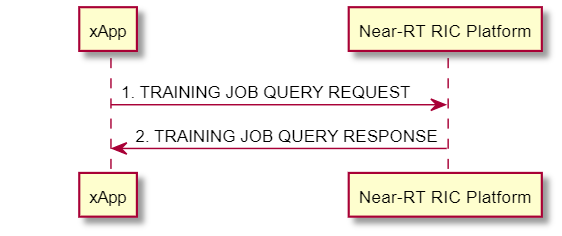 xApp
Near-RT RIC Platform
1. TRAINING JOB QUERY REQUEST
2. TRAINING JOB QUERY RESPONSE
xApp
Near-RT RIC Platform